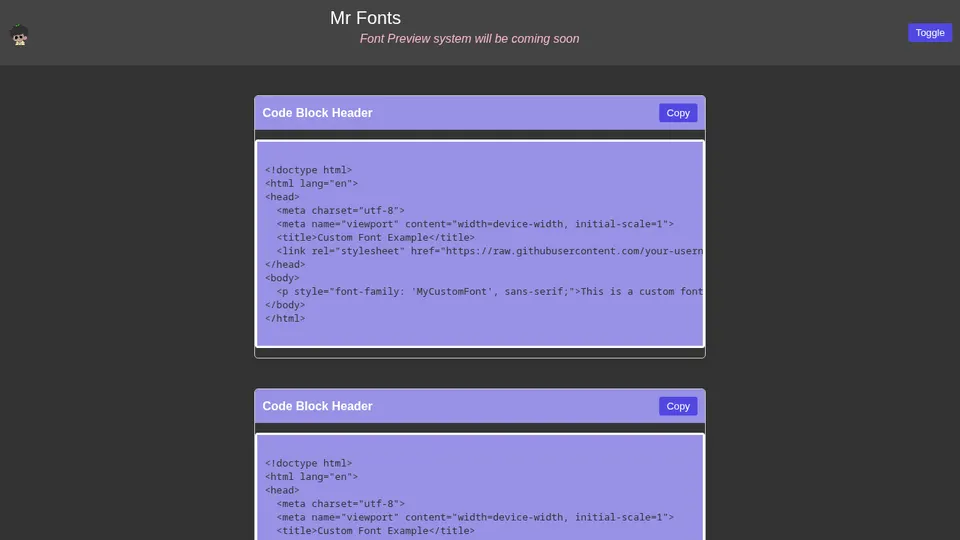 Mr Fonts
Font Preview system will be coming soon
Toggle
Code Block Header
Copy
<!doctype html>
<html lang="en">
<head>
  <meta charset="utf-8">
  <meta name="viewport" content="width=device-width, initial-scale=1">
  <title>Custom Font Example</title>
  <link rel="stylesheet" href="https://raw.githubusercontent.com/your-usern
</head>
<body>
  <p style="font-family: 'MyCustomFont', sans-serif;">This is a custom font
</body>
</html>
Code Block Header
Copy
<!doctype html>
<html lang="en">
<head>
  <meta charset="utf-8">
  <meta name="viewport" content="width=device-width, initial-scale=1">
  <title>Custom Font Example</title>